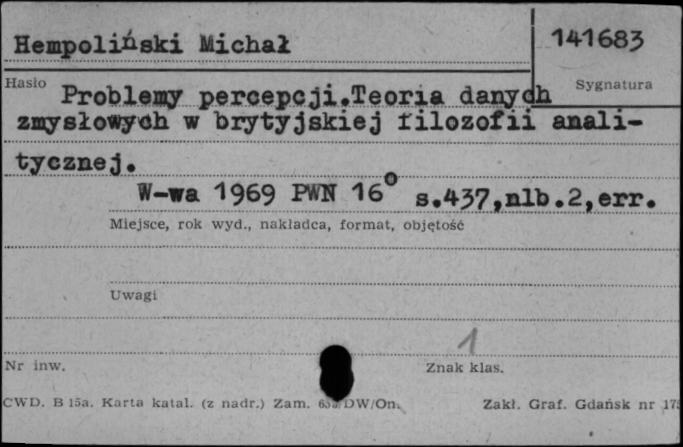 Hempoliński Michał
141683
Hasło
Sygnatura
Problemy percepcji.Teoria danych
zmysłowych w brytyjskiej filozofii anali-
tycznej.
W-wa 1969 PWN 16° s.437,nlb.2,err.
Miejsce, rok wyd., nakładca, format, objętość
Uwagi
1
Nr inw.
Znak klas.
CWD. B 15a. Karta katal. (z nadr.) Zam. DW/On.
Zakł. Graf. Gdańsk nr